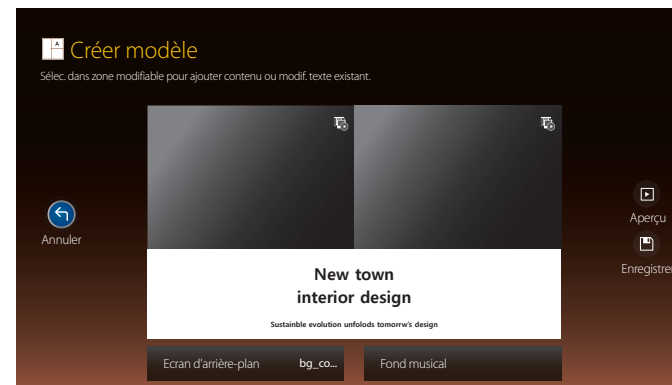 A
Créer modèle
Sélec. dans zone modifiable pour ajouter contenu ou modif. texte existant.
Annuler
New town
interior design
Sustainble evolution unfolods tomorrw's design
Aperçu
Enregistrer
Ecran d'arrière-plan bg_co...
Fond musical